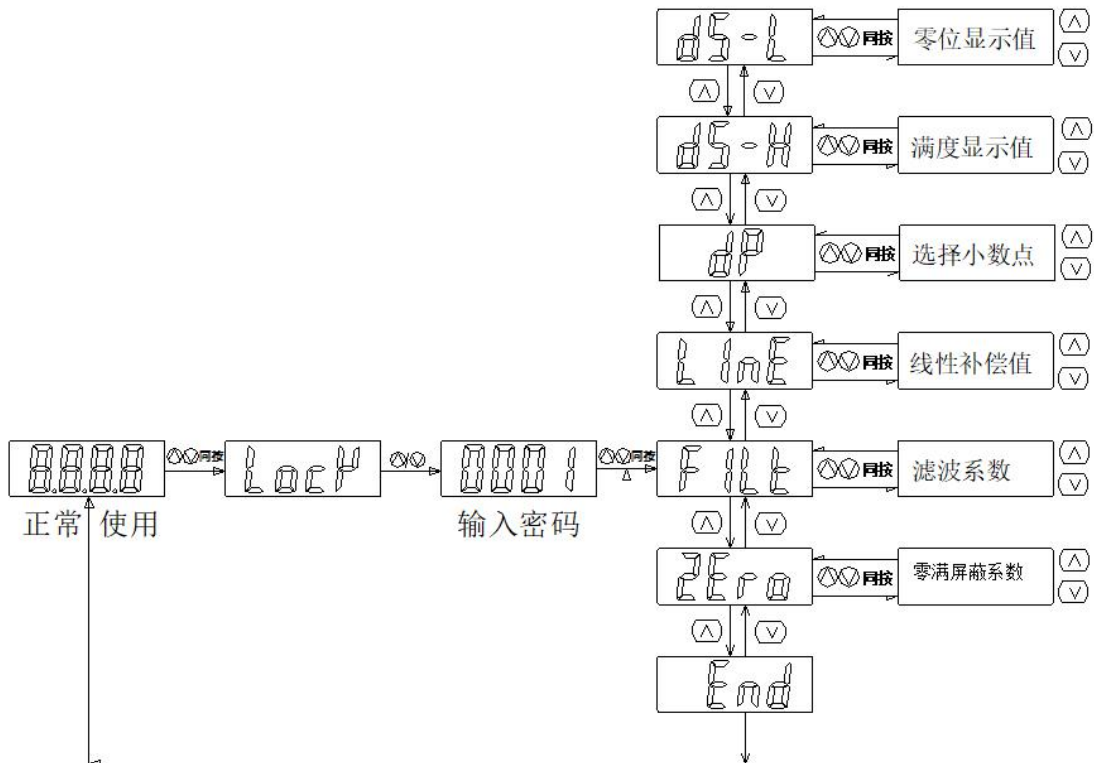 dS-L 同按 零位显示值
dS-H 同按 满度显示值
dP 同按 选择小数点
LInE 同按 线性补偿值
8.8.8.8 同按 LocY 0001 同按 FILt 同按 滤波系数
正常 使用 输入密码
ZEro 同按 零满屏蔽系数
End